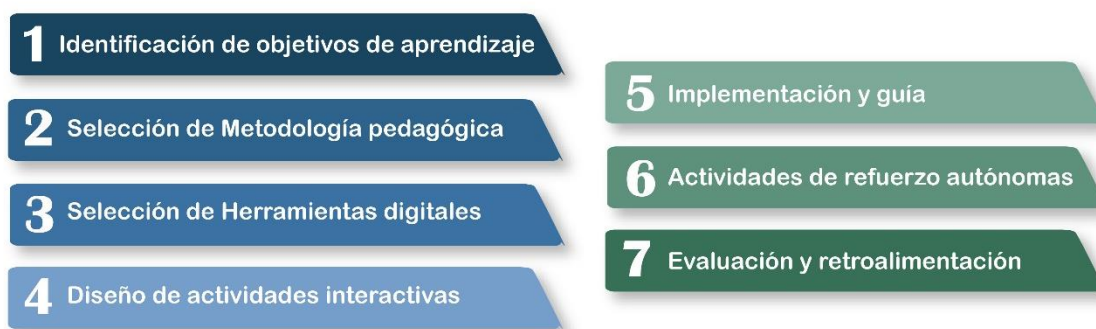 1 Identificación de objetivos de aprendizaje
2 Selección de Metodología pedagógica
3 Selección de Herramientas digitales
4 Diseño de actividades interactivas
5 Implementación y guía
6 Actividades de refuerzo autónomas
7 Evaluación y retroalimentación